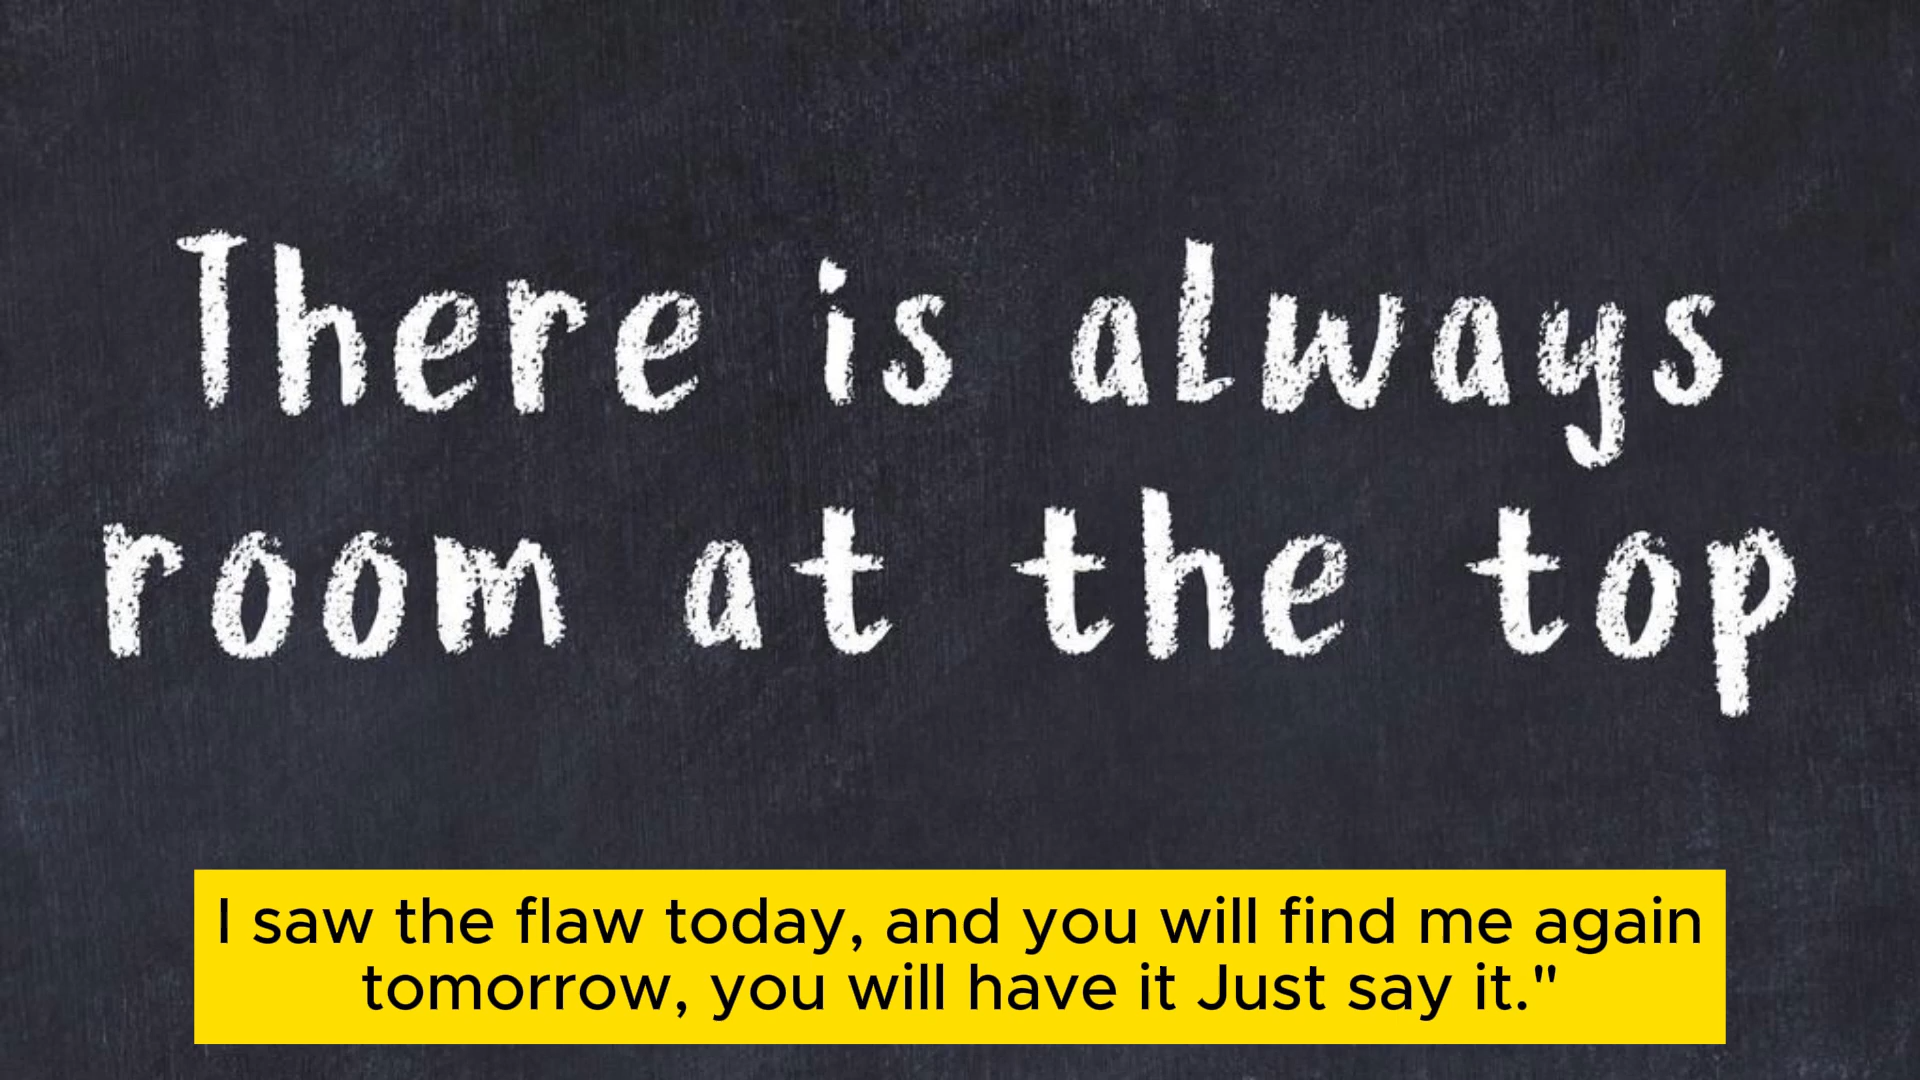 There is always
room at the top
I saw the flaw today, and you will find me again
tomorrow, you will have it Just say it."